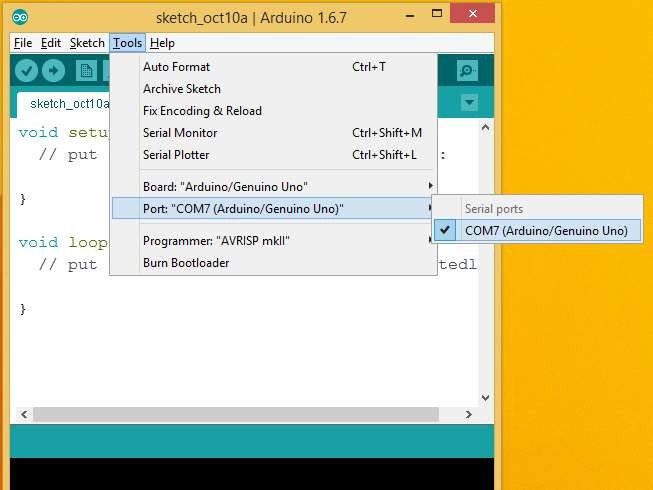 sketch_oct10a | Arduino 1.6.7
File Edit Sketch Tools Help
Auto Format Ctrl+T
Archive Sketch
Fix Encoding & Reload
Serial Monitor Ctrl+Shift+M
Serial Plotter Ctrl+Shift+L
Board: "Arduino/Genuino Uno"
Port: "COM7 (Arduino/Genuino Uno)"
Programmer: "AVRISP mkII"
Burn Bootloader
Serial ports
COM7 (Arduino/Genuino Uno)
sketch_oct10a
void setup
// put :
}
void loop
// put
}